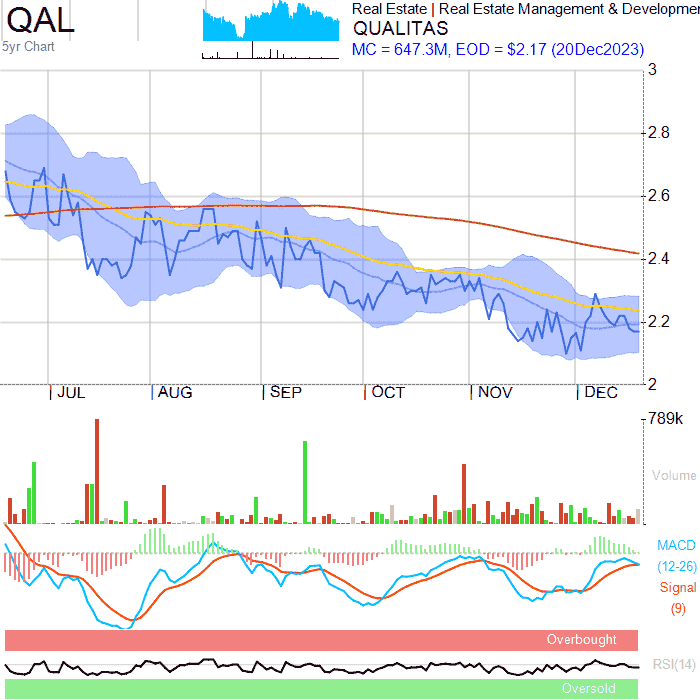 QAL
5yr Chart
Real Estate | Real Estate Management & Developmen
QUALITAS
MC = 647.3M, EOD = $2.17 (20Dec2023)
3
2.8
2.6
2.4
2.2
2
JUL AUG SEP OCT NOV DEC
789k
Volume
MACD
(12-26)
Signal
(9)
Overbought
RSI(14)
Oversold